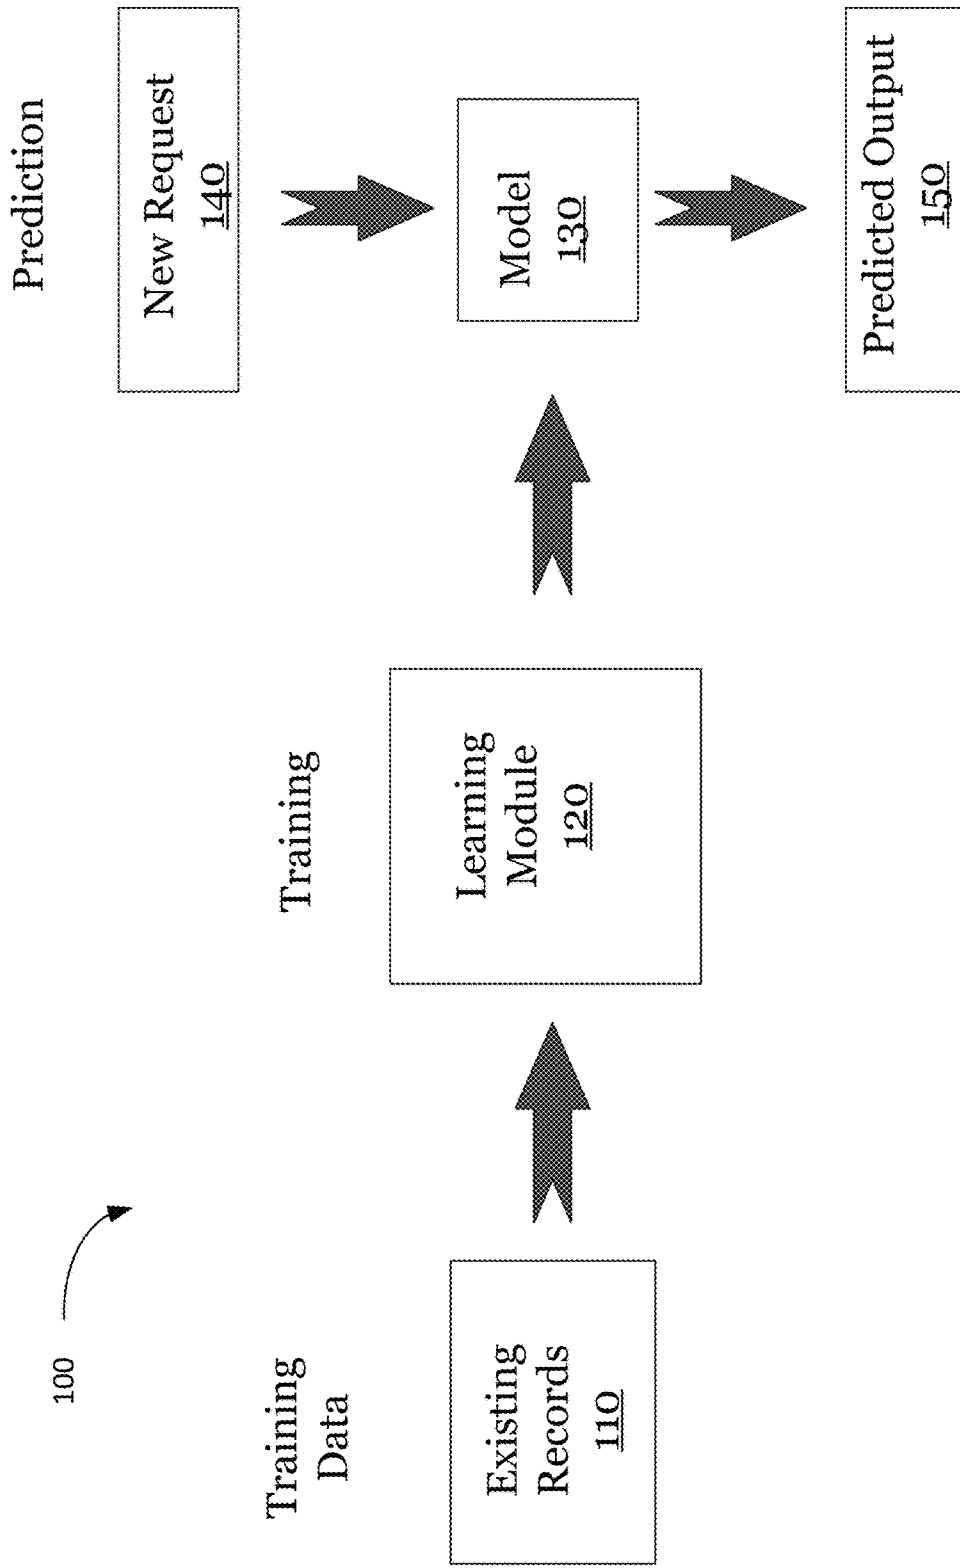 100
Training
Data
Existing
Records
110
Training
Learning
Module
120
Prediction
New Request
140
Model
130
Predicted Output
150